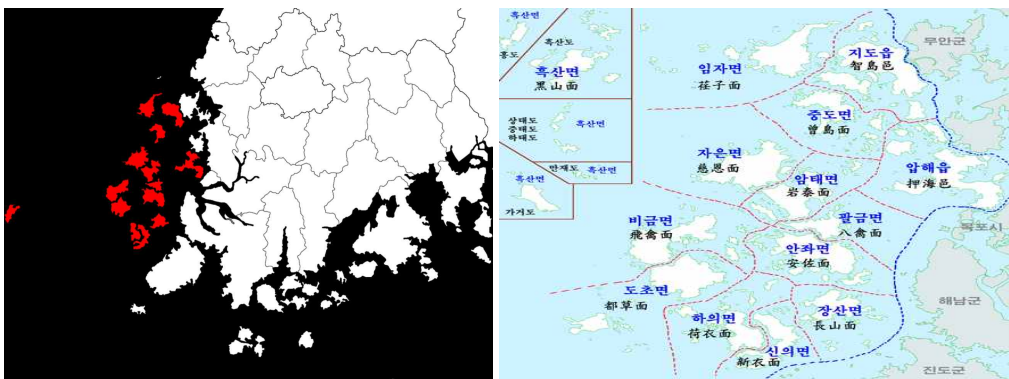 흑산면
흑산도
홍도
흑산면
黑山面
상태도
중태도
하태도
흑산면
만재도
흑산면
흑산면
가거도
임자면
荏子面
지도읍
智島邑
무안군
증도면
曾島面
자은면
慈恩面
암태면
岩泰面
압해읍
押海邑
비금면
飛禽面
팔금면
八禽面
목포시
안좌면
安佐面
도초면
都草面
하의면
荷衣面
장산면
長山面
해남군
신의면
新衣面
진도군